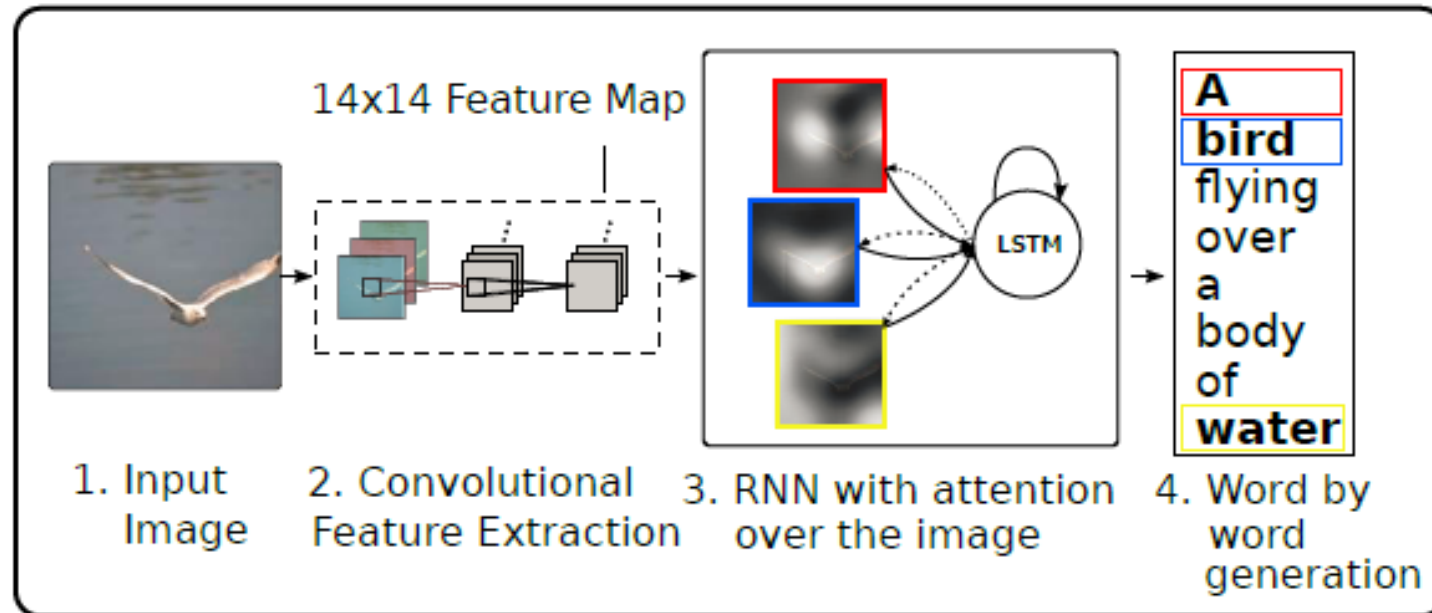 14x14 Feature Map
LSTM
A
bird
flying
over
a
body
of
water
1. Input
Image
2. Convolutional
Feature Extraction
3. RNN with attention
over the image
4. Word by
word
generation